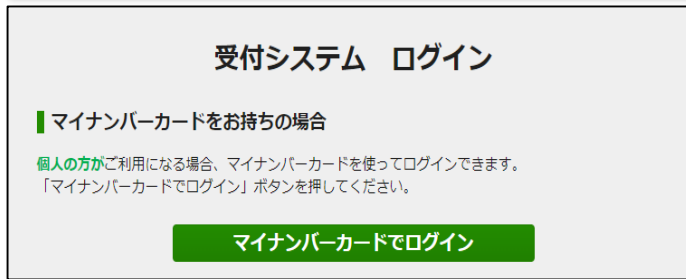 受付システム　ログイン
マイナンバーカードをお持ちの場合
個人の方がご利用になる場合、マイナンバーカードを使ってログインできます。
「マイナンバーカードでログイン」ボタンを押してください。
マイナンバーカードでログイン